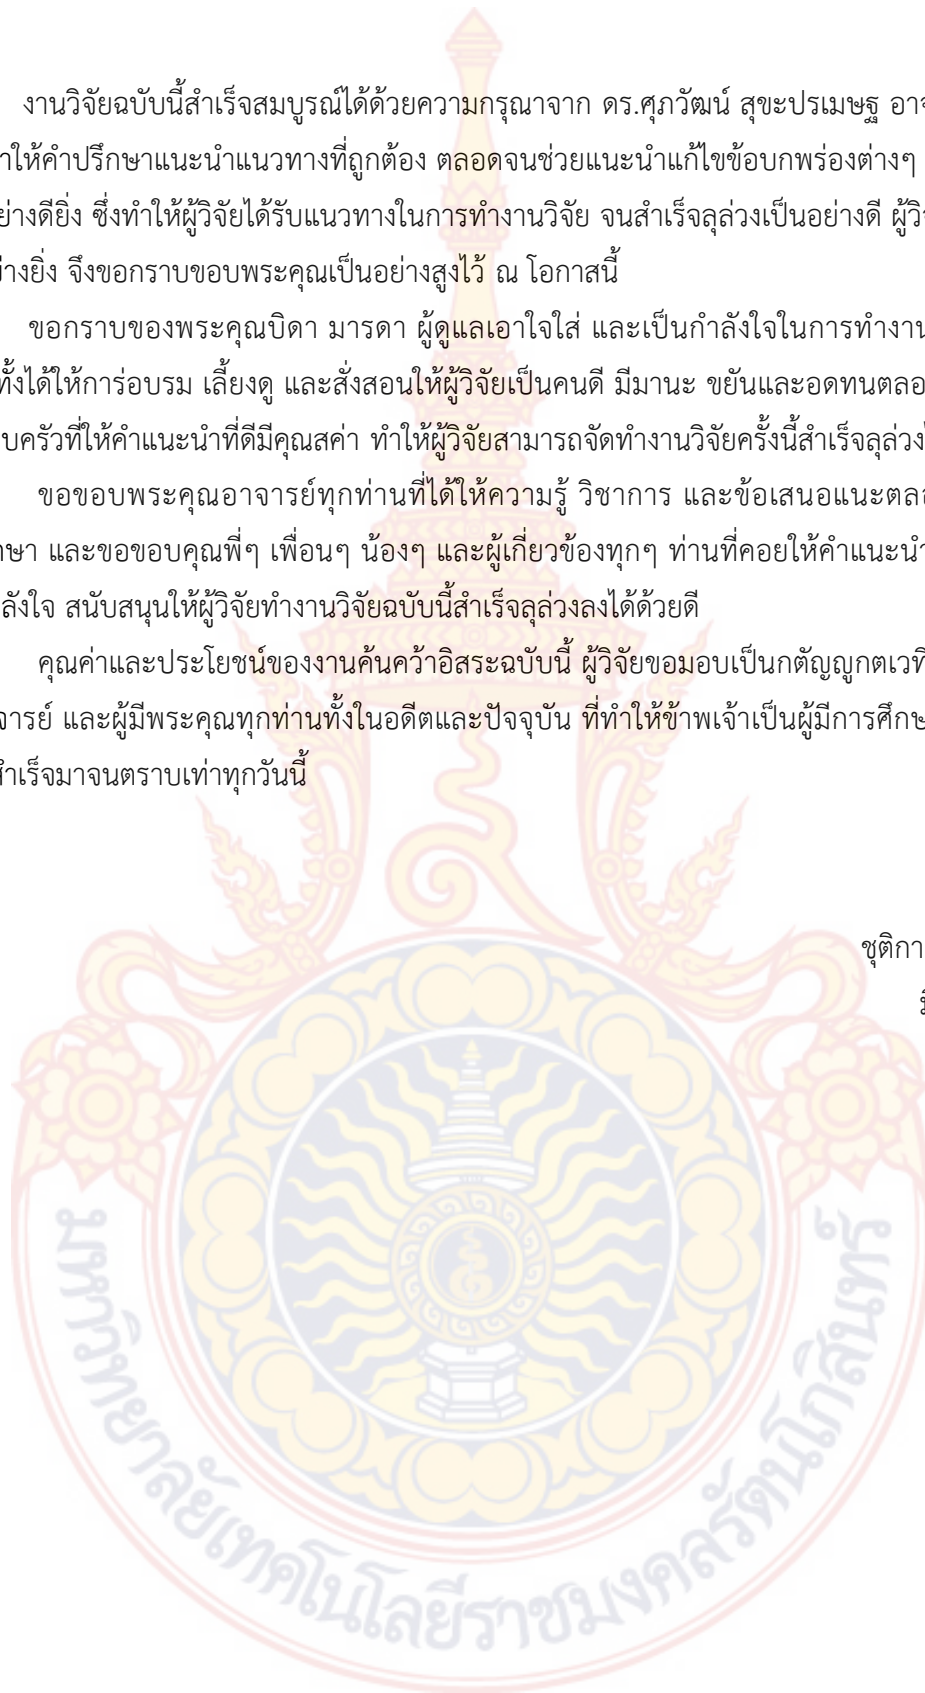 งานวิจัยฉบับนี้สำเร็จสมบูรณ์ได้ด้วยความกรุณาจาก ดร.ศุภวัฒน์ สุขะปรเมษฐ
ให้คำปรึกษาแนะนำแนวทางที่ถูกต้อง ตลอดจนช่วยแนะนำแก้ไขข้อบกพร่องต่างๆ
ย่างดียิ่ง ซึ่งทำให้ผู้วิจัยได้รับแนวทางในการทำงานวิจัย จนสำเร็จลุล่วงเป็นอย่างดี
างยิ่ง จึงขอกราบขอบพระคุณเป็นอย่างสูงไว้ ณ โอกาสนี้
ขอกราบของพระคุณบิดา มารดา ผู้ดูแลเอาใจใส่ และเป็นกำลังใจในการทำงาน
ทั้งได้ให้การ่อบรม เลี้ยงดู และสั่งสอนให้ผู้วิจัยเป็นคนดี มีมานะ ขยันและอดทนตลอ
บครัวที่ให้คำแนะนำที่ดีมีคุณสค่า ทำให้ผู้วิจัยสามารถจัดทำงานวิจัยครั้งนี้สำเร็จลุล่วง
ขอขอบพระคุณอาจารย์ทุกท่านที่ได้ให้ความรู้ วิชาการ และข้อเสนอแนะตลอ
กษา และขอขอบคุณพี่ๆ เพื่อนๆ น้องๆ และผู้เกี่ยวข้องทุกๆ ท่านที่คอยให้คำแนะนำ
ลังใจ สนับสนุนให้ผู้วิจัยทำงานวิจัยฉบับนี้สำเร็จลุล่วงลงได้ด้วยดี
คุณค่าและประโยชน์ของงานค้นคว้าอิสระฉบับนี้ ผู้วิจัยขอมอบเป็นกตัญญูกตเวที
จารย์ และผู้มีพระคุณทุกท่านทั้งในอดีตและปัจจุบัน ที่ทำให้ข้าพเจ้าเป็นผู้มีการศึกษ
สำเร็จมาจนตราบเท่าทุกวันนี้
ชุติกา
มหาวิทยาลัยเทคโนโลยีราชมงคลรัตนโกสินทร์